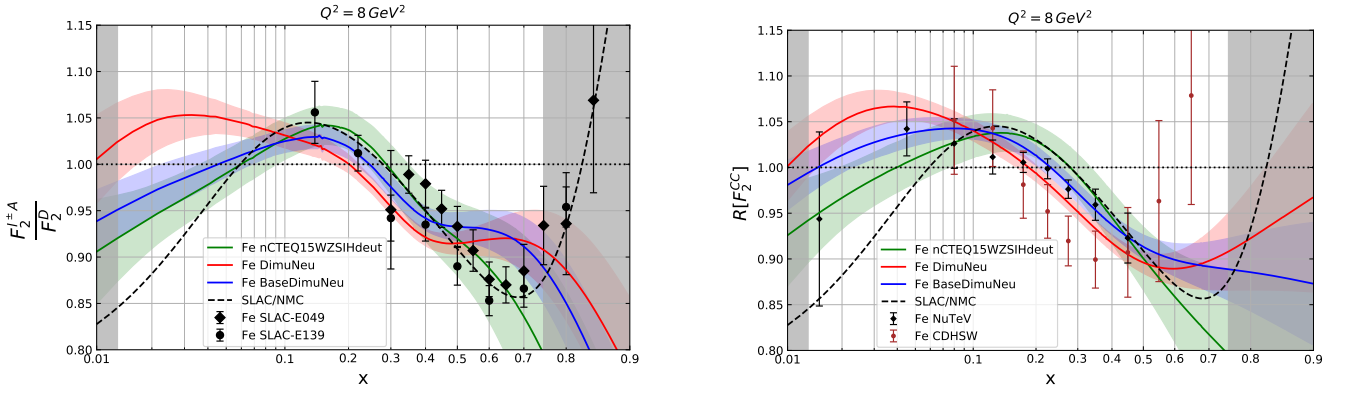 Q² = 8 GeV²
F₂^{l± A} / F₂^D
1.15
1.10
1.05
1.00
0.95
0.90
0.85
0.80
Fe nCTEQ15WZSIHdeut
Fe DimuNeu
Fe BaseDimuNeu
SLAC/NMC
Fe SLAC-E049
Fe SLAC-E139
0.01 0.1 0.2 0.3 0.4 0.5 0.6 0.7 0.8 0.9
x
Q² = 8 GeV²
R[F₂^{CC}]
1.15
1.10
1.05
1.00
0.95
0.90
0.85
0.80
Fe nCTEQ15WZSIHdeut
Fe DimuNeu
Fe BaseDimuNeu
SLAC/NMC
Fe NuTeV
Fe CDHSW
0.01 0.1 0.2 0.3 0.4 0.5 0.6 0.7 0.8 0.9
x